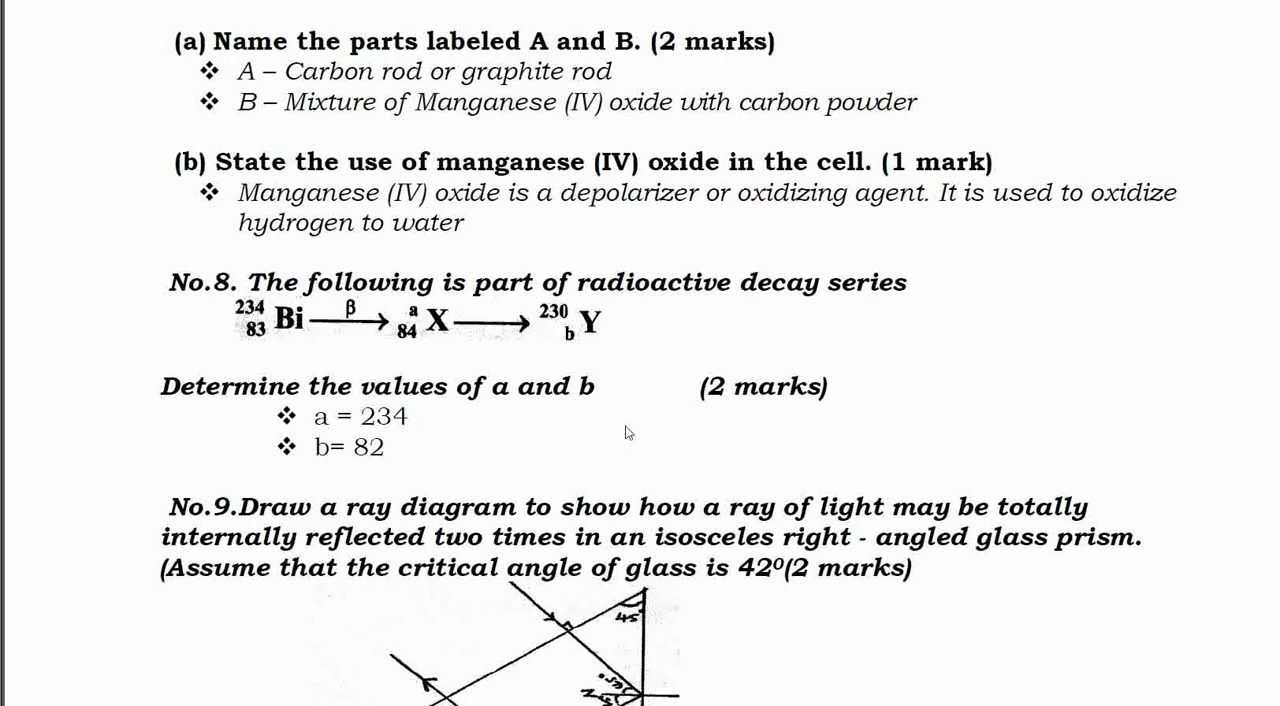 (a) Name the parts labeled A and B. (2 marks)
❖ A – Carbon rod or graphite rod
❖ B – Mixture of Manganese (IV) oxide with carbon powder
(b) State the use of manganese (IV) oxide in the cell. (1 mark)
❖ Manganese (IV) oxide is a depolarizer or oxidizing agent. It is used to oxidize
hydrogen to water
No.8. The following is part of radioactive decay series
²³⁴₈₃ Bi —β→ ᵃ₈₄ X ⟶ ²³⁰_b Y
Determine the values of a and b (2 marks)
❖ a = 234
❖ b= 82
No.9.Draw a ray diagram to show how a ray of light may be totally
internally reflected two times in an isosceles right - angled glass prism.
(Assume that the critical angle of glass is 42⁰(2 marks)
45